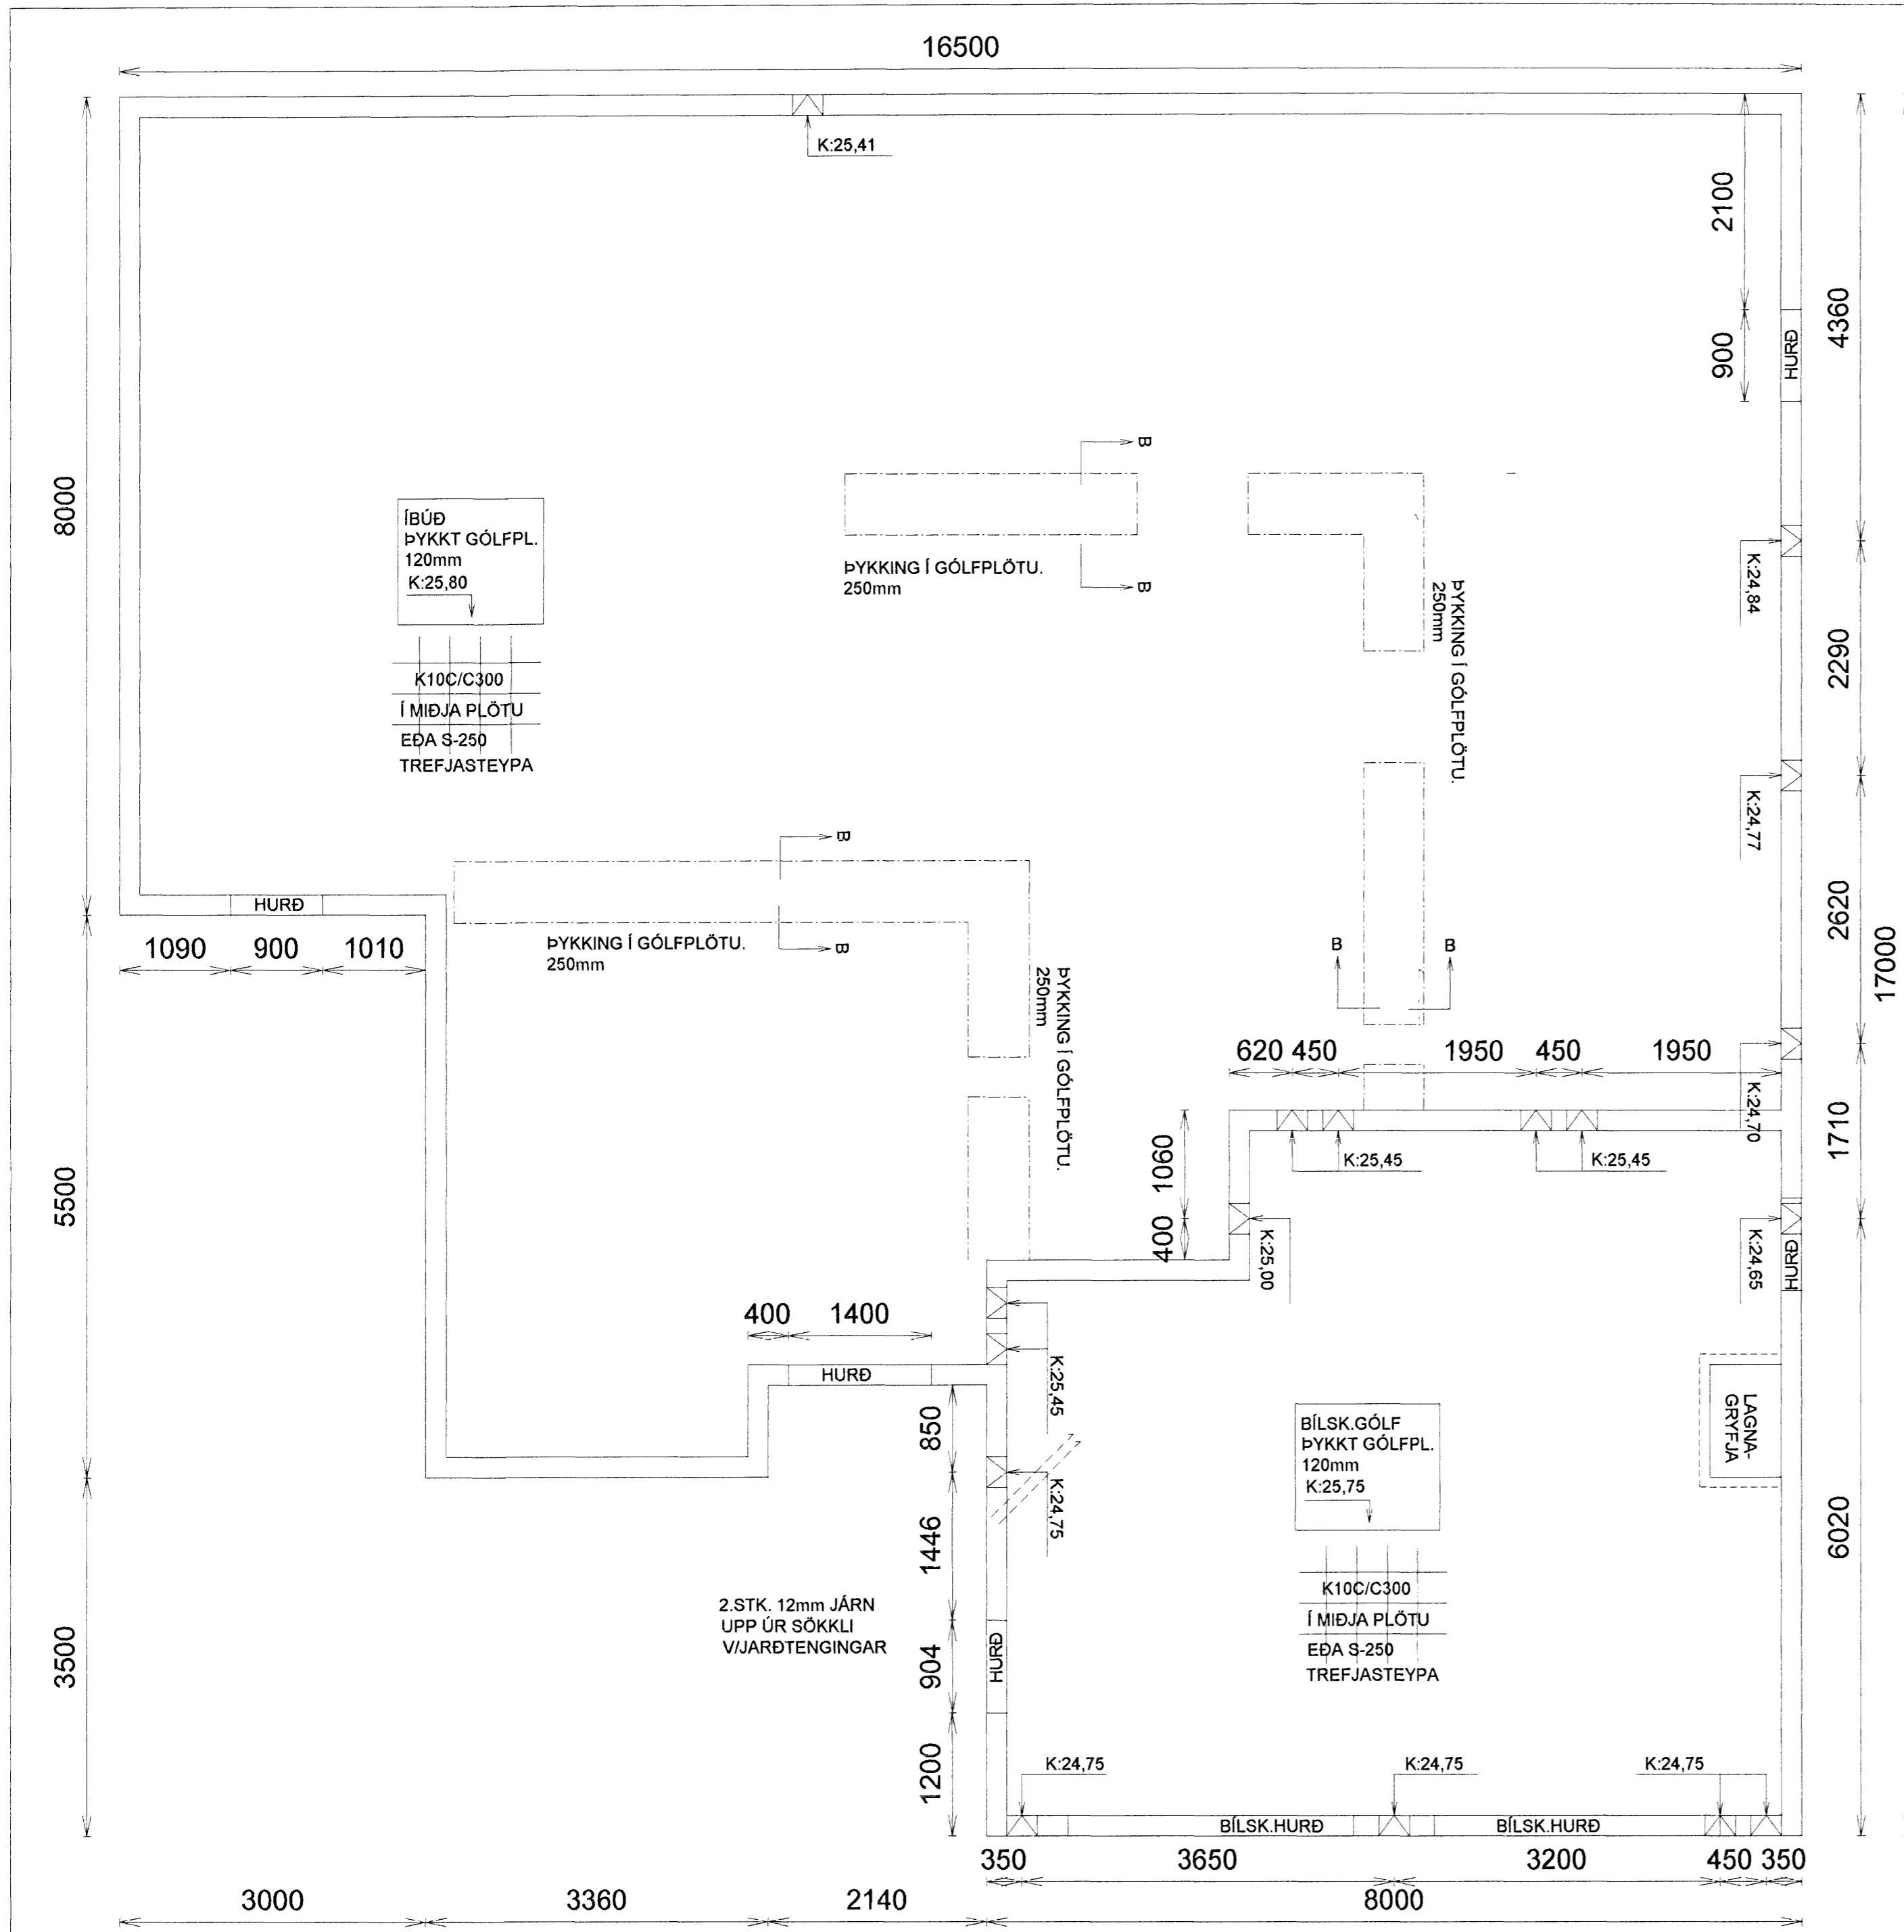 16500
K:25,41
2100
4360
900
HURÐ
8000
B
ÍBÚÐ
ÞYKKT GÓLFPL.
120mm
K:25,80
ÞYKKING Í GÓLFPLÖTU.
250mm
B
K:24,84
ÞYKKING Í GÓLFPLÖTU.
250mm
2290
K10C/C300
Í MIÐJA PLÖTU
EÐA S-250
TREFJASTEYPA
K:24,77
B
HURÐ
2620
1090 900 1010
ÞYKKING Í GÓLFPLÖTU.
250mm
B
B B
17000
ÞYKKING Í GÓLFPLÖTU.
250mm
620 450 1950 450 1950
K:24,70
1710
1060
K:25,45
K:25,45
5500
400
K:25,00
K:24,65
HURÐ
400 1400
HURÐ
K:25,45
850
BÍLSK.GÓLF
ÞYKKT GÓLFPL.
120mm
K:25,75
LAGNA-
GRYFJA
K:24,75
1446
6020
K10C/C300
Í MIÐJA PLÖTU
EÐA S-250
TREFJASTEYPA
2.STK. 12mm JÁRN
UPP ÚR SÖKKLI
V/JARÐTENGINGAR
3500
904
HURÐ
1200
K:24,75
K:24,75
K:24,75
BÍLSK.HURÐ
BÍLSK.HURÐ
350 3650 3200 450 350
3000 3360 2140 8000